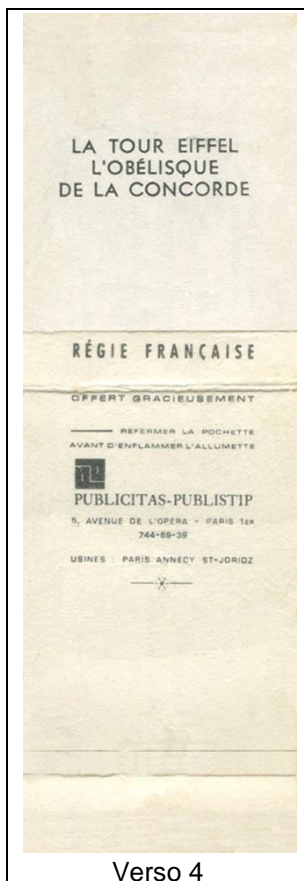 LA TOUR EIFFEL
L'OBÉLISQUE
DE LA CONCORDE
RÉGIE FRANÇAISE
OFFERT GRACIEUSEMENT
REFERMER LA POCHETTE
AVANT D'ENFLAMMER L'ALLUMETTE
PUBLICITAS-PUBLISTIP
5, AVENUE DE L'OPERA - PARIS 1ER
744-69-39
USINES : PARIS ANNECY ST-JORIOZ
Verso 4